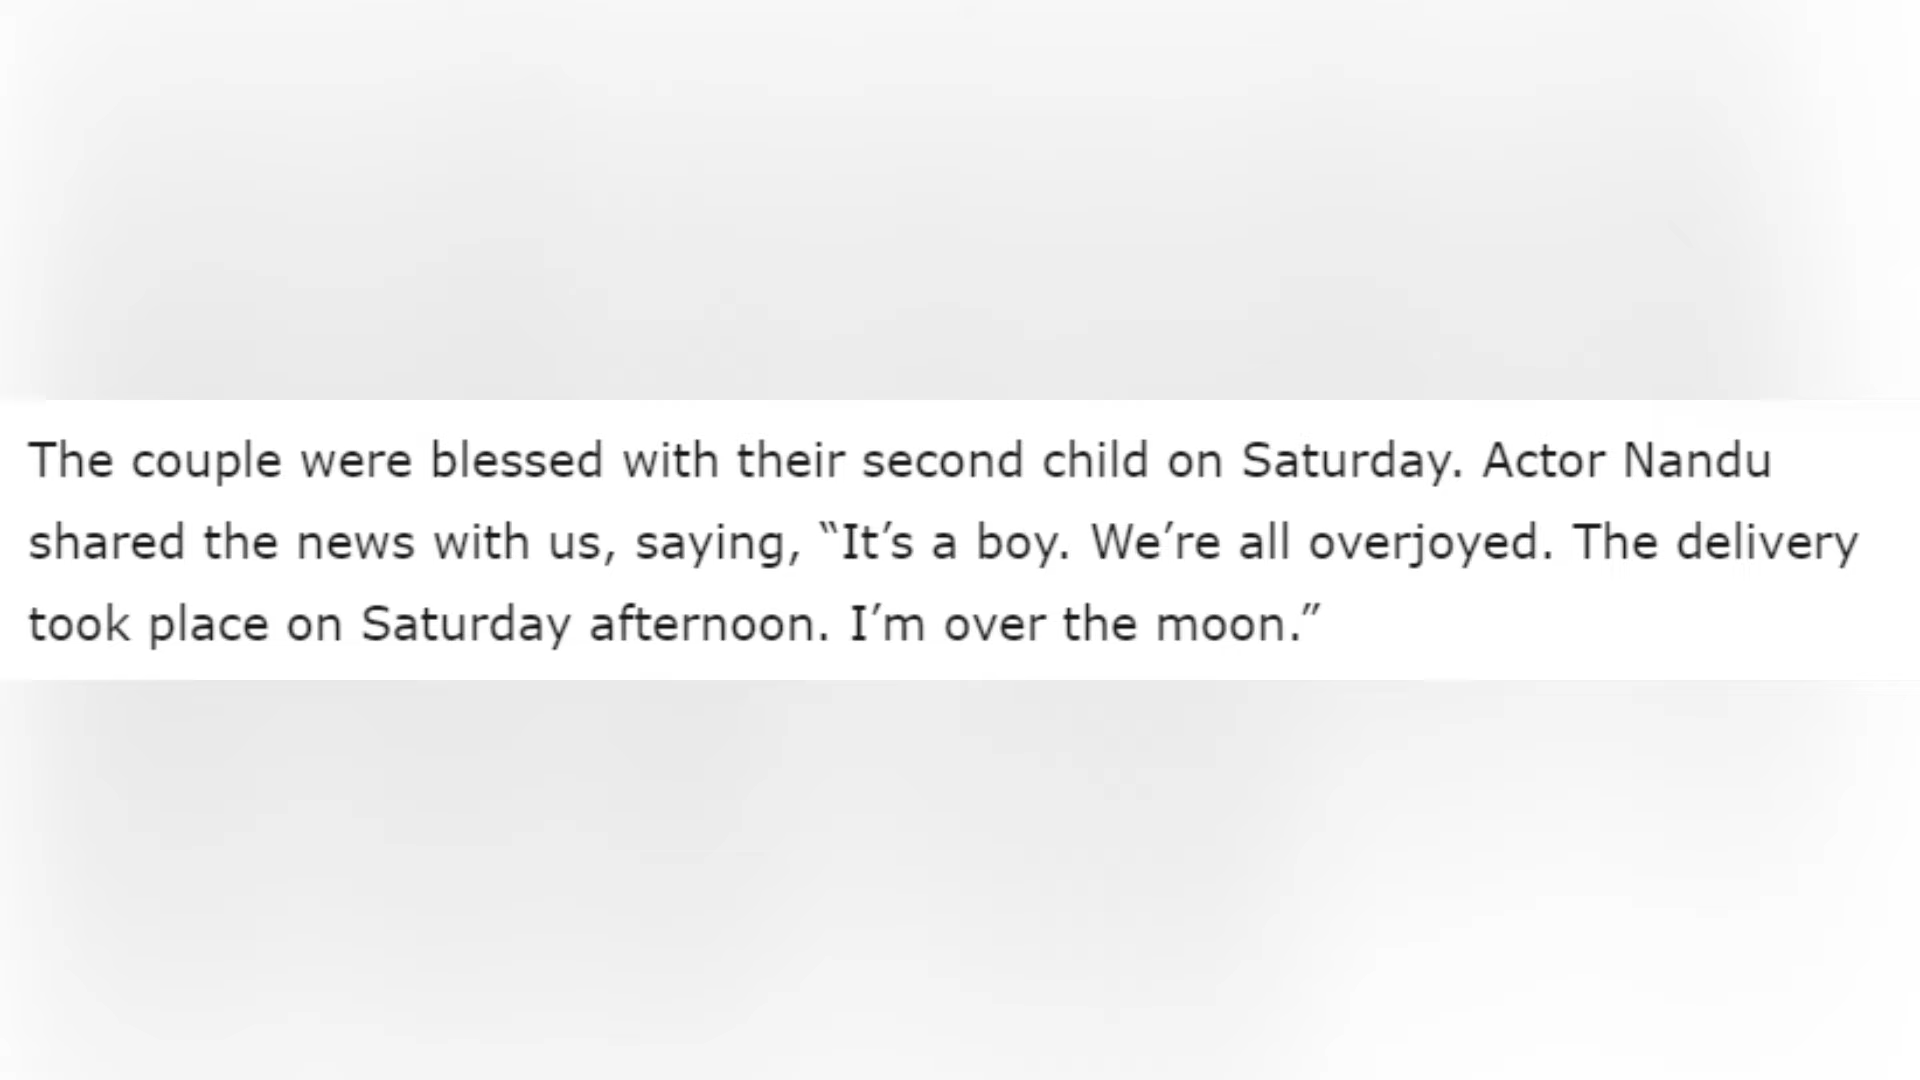 The couple were blessed with their second child on Saturday. Actor Nandu
shared the news with us, saying, “It’s a boy. We’re all overjoyed. The delivery
took place on Saturday afternoon. I’m over the moon.”